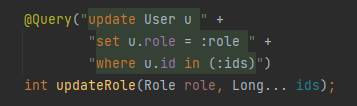 @Query("update User u " +
"set u.role = :role " +
"where u.id in (:ids)")
int updateRole(Role role, Long... ids);